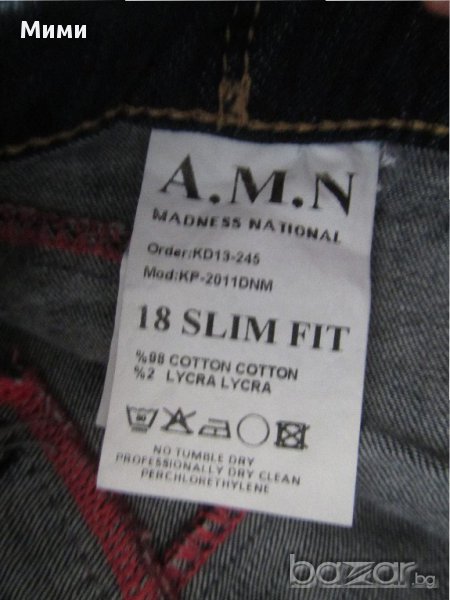 Мими
A.M.N
MADNESS NATIONAL
Order:KD13-245
Mod:KP-2011DNM
18 SLIM FIT
%98 COTTON COTTON
%2 LYCRA LYCRA
NO TUMBLE DRY
PROFESSIONALLY DRY CLEAN
PERCHLORETHYLENE
bazar.bg